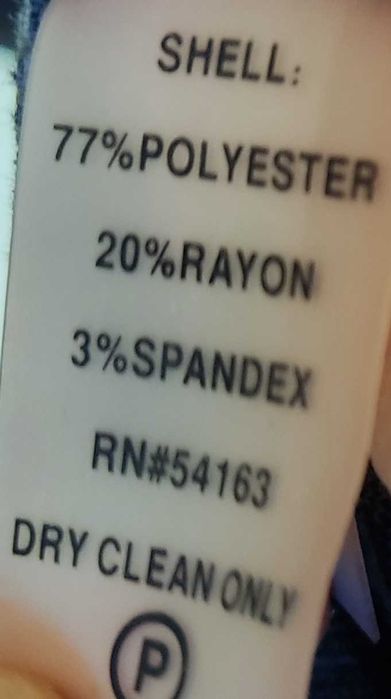 SHELL:
77%POLYESTER
20%RAYON
3%SPANDEX
RN#54163
DRY CLEAN ONLY
P